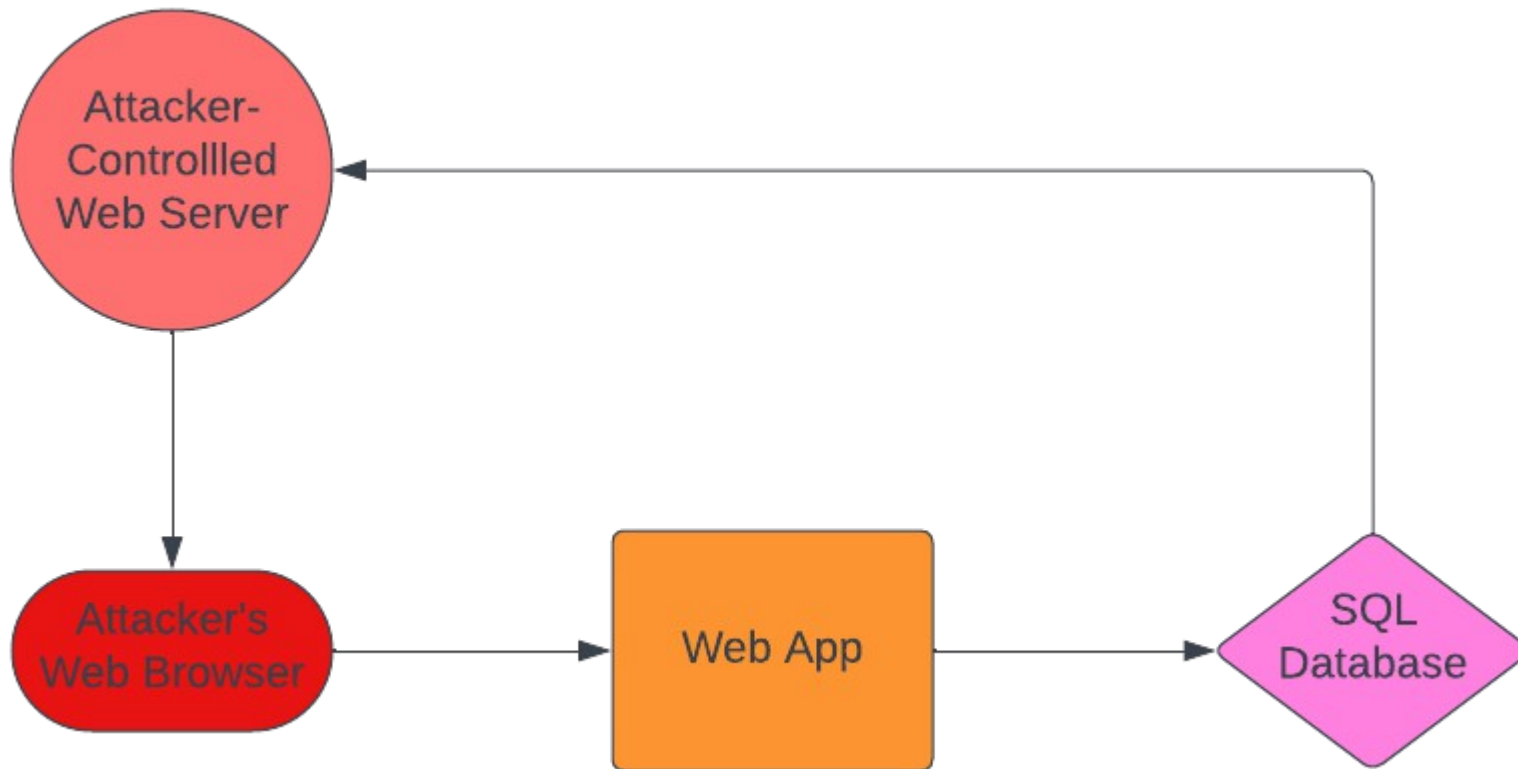 Attacker-
Controllled
Web Server
Attacker's
Web Browser
Web App
SQL
Database